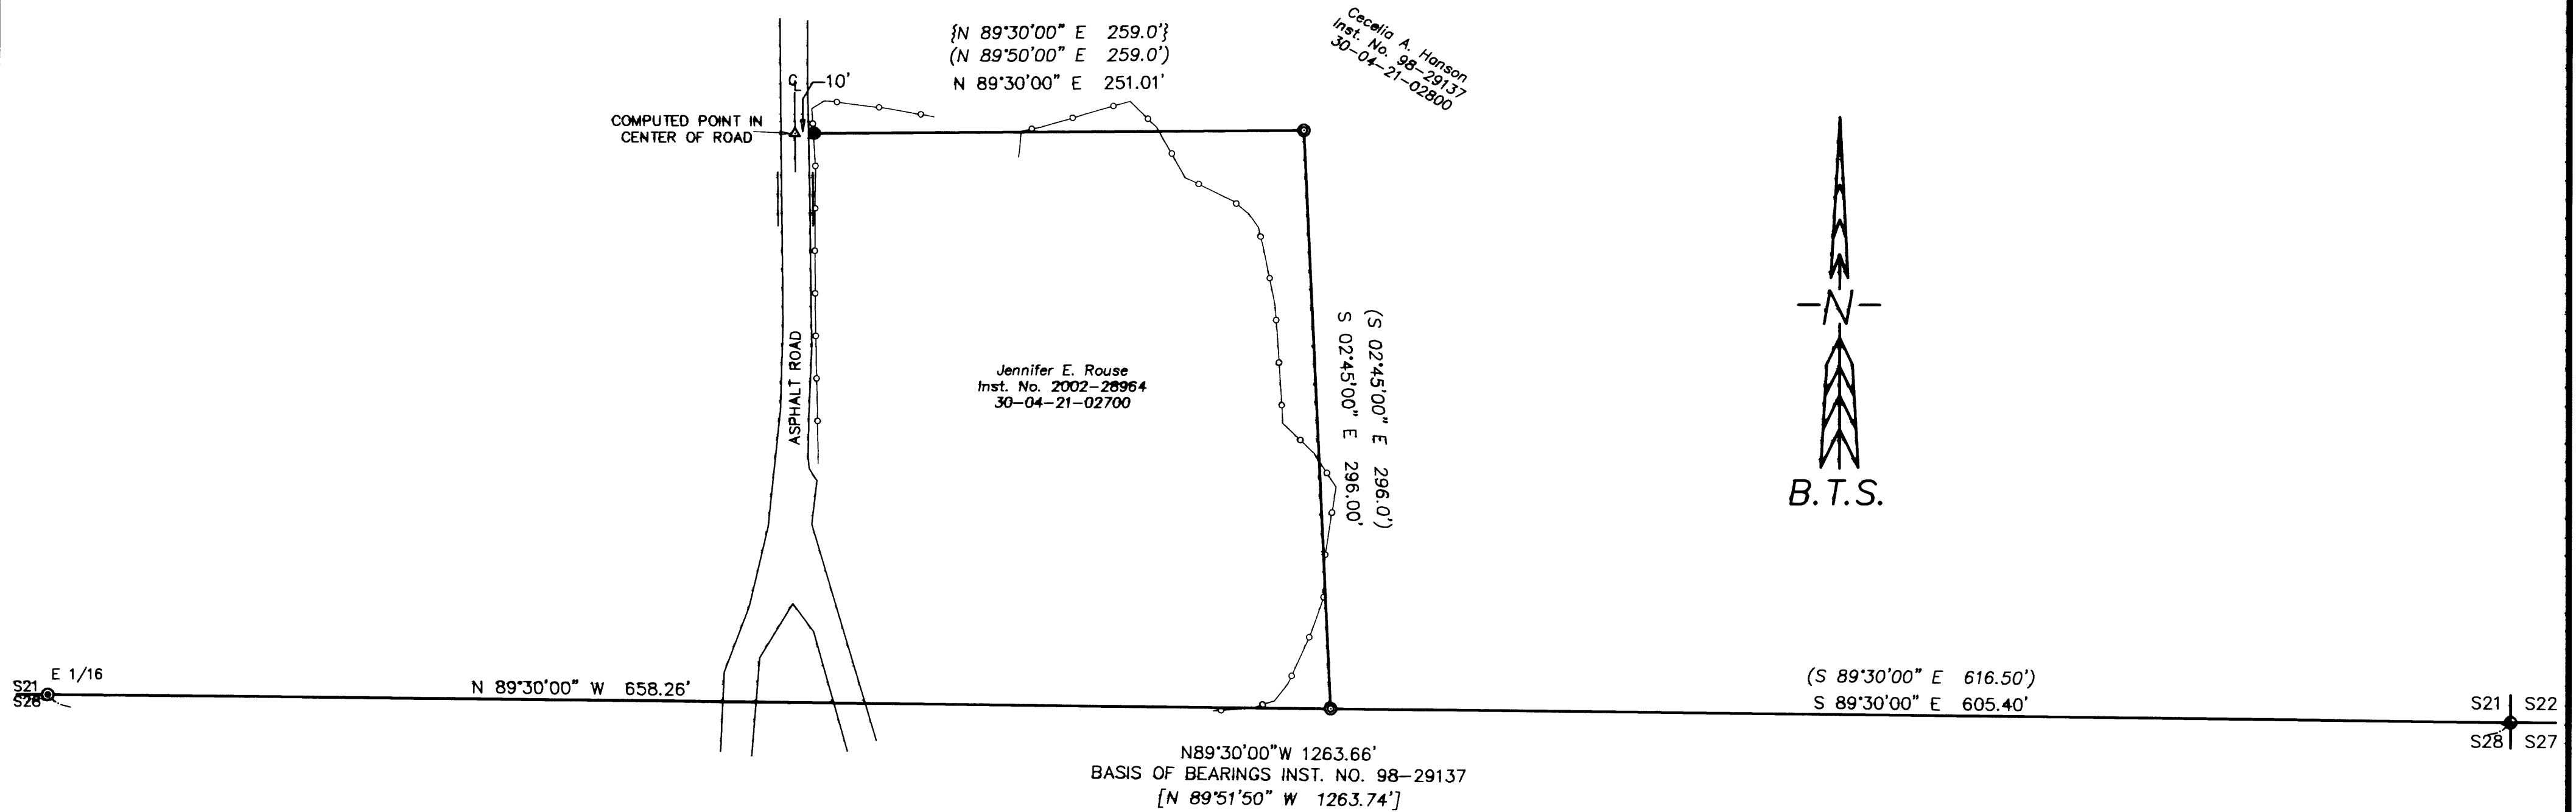 {N 89°30'00" E 259.0'}
(N 89°50'00" E 259.0')
N 89°30'00" E 251.01'
Cecelia A. Hanson
Inst. No. 98-29137
30-04-21-02800
CL
10'
COMPUTED POINT IN
CENTER OF ROAD
ASPHALT ROAD
Jennifer E. Rouse
Inst. No. 2002-28964
30-04-21-02700
(S 02°45'00" E 296.0')
S 02°45'00" E 296.00'
-N-
B.T.S.
E 1/16
S21
S28
N 89°30'00" W 658.26'
(S 89°30'00" E 616.50')
S 89°30'00" E 605.40'
S21 S22
S28 S27
N89°30'00"W 1263.66'
BASIS OF BEARINGS INST. NO. 98-29137
[N 89°51'50" W 1263.74']